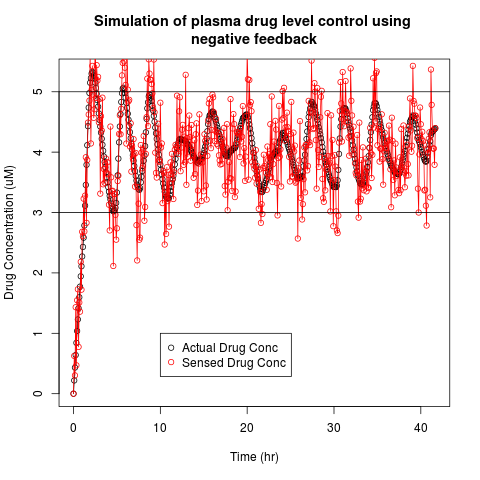 Simulation of plasma drug level control using
negative feedback
Drug Concentration (uM)
5
4
3
2
1
0
Actual Drug Conc
Sensed Drug Conc
0 10 20 30 40
Time (hr)